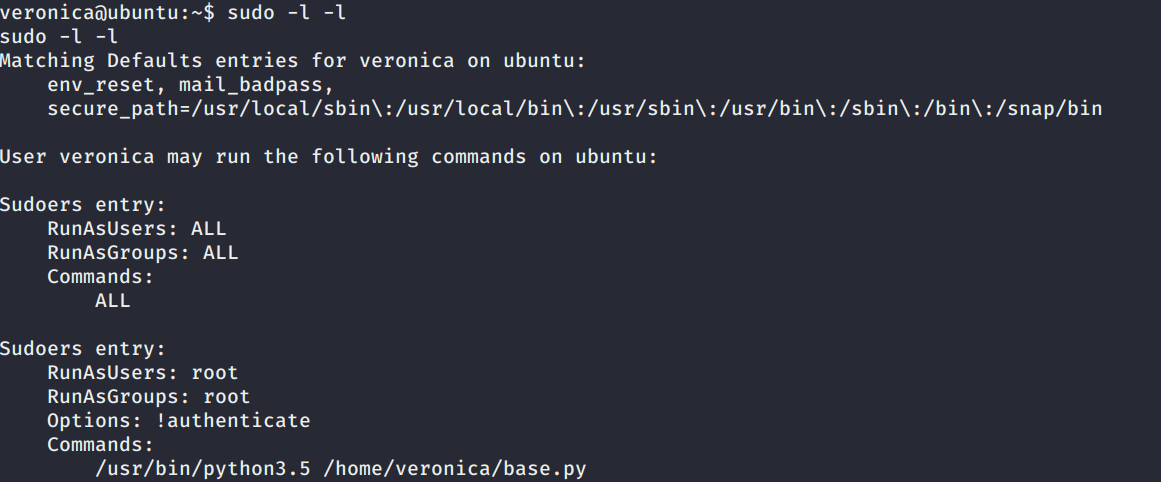 veronica@ubuntu:~$ sudo -l -l
sudo -l -l
Matching Defaults entries for veronica on ubuntu:
    env_reset, mail_badpass,
    secure_path=/usr/local/sbin\:/usr/local/bin\:/usr/sbin\:/usr/bin\:/sbin\:/bin\:/snap/bin

User veronica may run the following commands on ubuntu:

Sudoers entry:
    RunAsUsers: ALL
    RunAsGroups: ALL
    Commands:
        ALL

Sudoers entry:
    RunAsUsers: root
    RunAsGroups: root
    Options: !authenticate
    Commands:
        /usr/bin/python3.5 /home/veronica/base.py